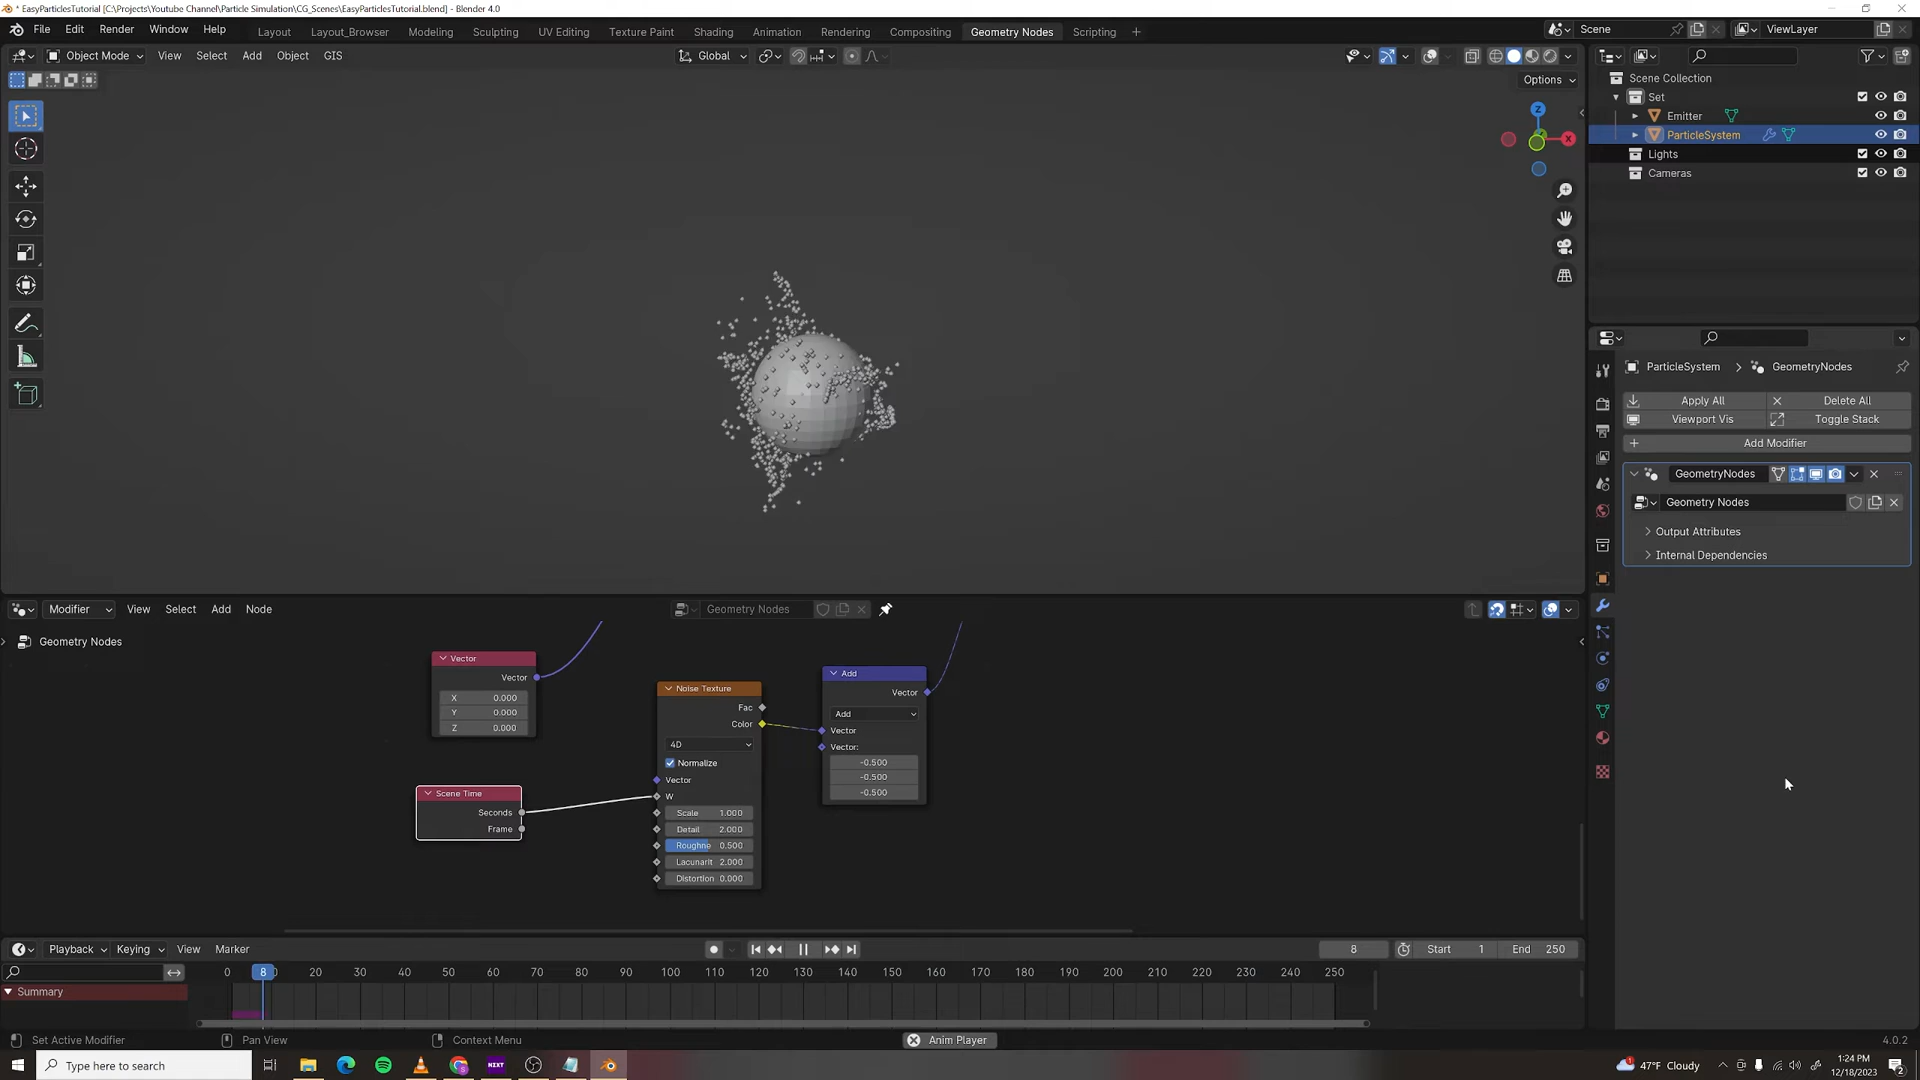 * EasyParticlesTutorial [C:\Projects\Youtube Channel\Particle Simulation\CG_Scenes\EasyParticlesTutorial.blend] - Blender 4.0
File Edit Render Window Help Layout Layout_Browser Modeling Sculpting UV Editing Texture Paint Shading Animation Rendering Compositing Geometry Nodes Scripting + Scene ViewLayer
Object Mode View Select Add Object GIS Global
Options
Z
X
Scene Collection
Set
Emitter
ParticleSystem
Lights
Cameras
ParticleSystem > GeometryNodes
Apply All Delete All
Viewport Vis Toggle Stack
Add Modifier
GeometryNodes
Geometry Nodes
Output Attributes
Internal Dependencies
Modifier View Select Add Node Geometry Nodes
Geometry Nodes
Vector
Vector
X 0.000
Y 0.000
Z 0.000
Scene Time
Seconds
Frame
Noise Texture
Fac
Color
4D
Normalize
Vector
W
Scale 1.000
Detail 2.000
Roughne 0.500
Lacunarit 2.000
Distortion 0.000
Add
Vector
Add
Vector
Vector:
-0.500
-0.500
-0.500
Playback Keying View Marker 8 Start 1 End 250
0 8 20 30 40 50 60 70 80 90 100 110 120 130 140 150 160 170 180 190 200 210 220 230 240 250
Summary
Set Active Modifier Pan View Context Menu Anim Player 4.0.2
Type here to search NXT 47°F Cloudy 1:24 PM
12/18/2023 2